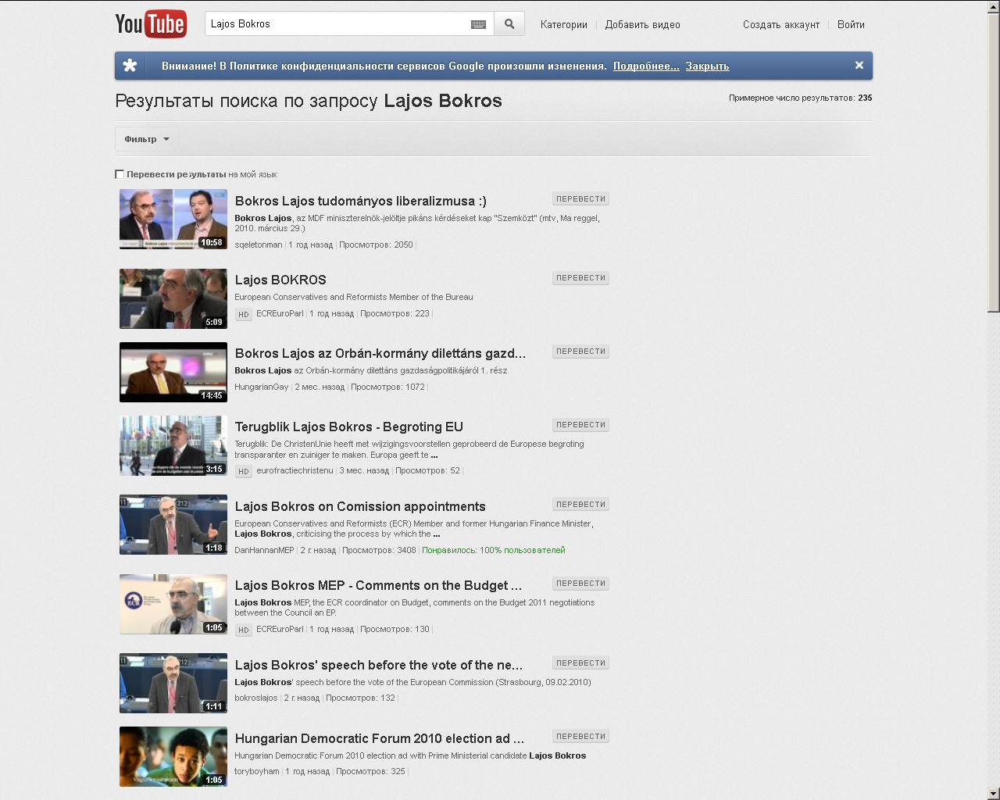 YouTube
Lajos Bokros
Категории
Добавить видео
Создать аккаунт
Войти
Внимание! В Политике конфиденциальности сервисов Google произошли изменения. Подробнее... Закрыть
Результаты поиска по запросу Lajos Bokros
Примерное число результатов: 235
Фильтр
Перевести результаты на мой язык
Bokros Lajos tudományos liberalizmusa :)
ПЕРЕВЕСТИ
Bokros Lajos, az MDF miniszterelnök-jelöltje pikáns kérdéseket kap "Szemközt" (mtv, Ma reggel,
2010. március 29.)
10:58
sqeletonman | 1 год назад | Просмотров: 2050 |
Lajos BOKROS
ПЕРЕВЕСТИ
European Conservatives and Reformists Member of the Bureau
HD ECREuroParl | 1 год назад | Просмотров: 223 |
5:09
Bokros Lajos az Orbán-kormány dilettáns gazd...
ПЕРЕВЕСТИ
Bokros Lajos az Orbán-kormány dilettáns gazdaságpolitikájáról 1. rész
HungarianGay | 2 мес. назад | Просмотров: 1072 |
14:45
Terugblik Lajos Bokros - Begroting EU
ПЕРЕВЕСТИ
Terugblik: De ChristenUnie heeft met wijzigingsvoorstellen geprobeerd de Europese begroting
transparanter en zuiniger te maken. Europa geeft te ...
3:15
HD eurofractiechristenu | 3 мес. назад | Просмотров: 52 |
Lajos Bokros on Comission appointments
ПЕРЕВЕСТИ
212
European Conservatives and Reformists (ECR) Member and former Hungarian Finance Minister,
Lajos Bokros, criticising the process by which the ...
1:18
DanHannanMEP | 2 г. назад | Просмотров: 3408 | Понравилось: 100% пользователей
Lajos Bokros MEP - Comments on the Budget ...
ПЕРЕВЕСТИ
ECR
Lajos Bokros MEP, the ECR coordinator on Budget, comments on the Budget 2011 negotiations
between the Council an EP.
1:05
HD ECREuroParl | 1 год назад | Просмотров: 130 |
Lajos Bokros' speech before the vote of the ne...
ПЕРЕВЕСТИ
Lajos Bokros' speech before the vote of the European Commission (Strasbourg, 09.02.2010)
bokroslajos | 2 г. назад | Просмотров: 132 |
1:11
Hungarian Democratic Forum 2010 election ad ...
ПЕРЕВЕСТИ
Hungarian Democratic Forum 2010 election ad with Prime Ministerial candidate Lajos Bokros
toryboyham | 1 год назад | Просмотров: 325 |
1:05